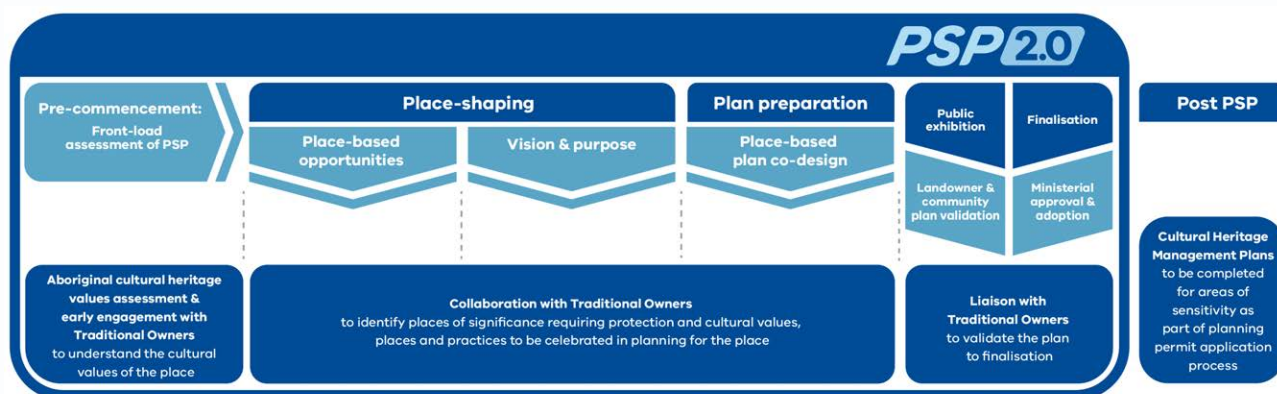 PSP 2.0
Pre-commencement:
Front-load
assessment of PSP
Place-shaping
Place-based
opportunities
Vision & purpose
Plan preparation
Place-based
plan co-design
Public
exhibition
Landowner &
community
plan validation
Finalisation
Ministerial
approval &
adoption
Post PSP
Aboriginal cultural heritage
values assessment &
early engagement with
Traditional Owners
to understand the cultural
values of the place
Collaboration with Traditional Owners
to identify places of significance requiring protection and cultural values,
places and practices to be celebrated in planning for the place
Liaison with
Traditional Owners
to validate the plan
to finalisation
Cultural Heritage
Management Plans
to be completed
for areas of
sensitivity as
part of planning
permit application
process